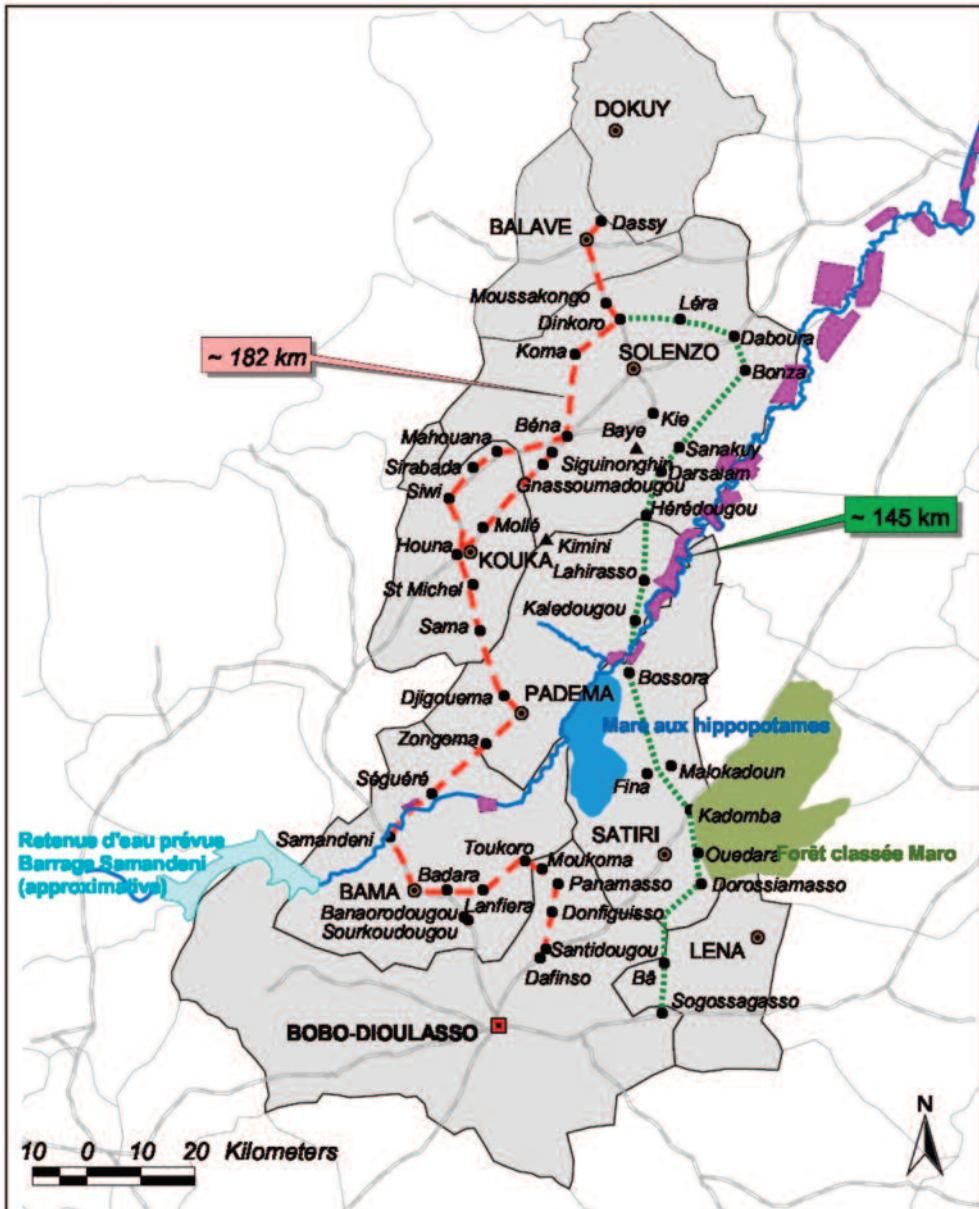 DOKUY
Dassy
BALAVE
Moussakongo
Léra
Dinkoro
Daboura
Koma
SOLENZO
~ 182 km
Bonza
Kie
Béna
Baye
Mahouana
Sanakuy
Sirabada
Siguinonghin
Darsalam
Siwi
Gnassoumadougou
Hérédougou
~ 145 km
Mollé
Houna
KOUKA
Kimini
Lahirasso
St Michel
Kaledougou
Sama
Bossora
Djigouema
PADEMA
Mare aux hippopotames
Zongoma
Malokadoun
Fina
Séguéré
Kadomba
Retenue d'eau prévue
Barrage Samandeni
(approximative)
Samandeni
SATIRI
Toukoro
Moukoma
Ouedara
Forêt classée Maro
BAMA
Badara
Panamasso
Dorossiamasso
Lanfiera
Banaorodougou
Donfiguisso
Sourkoudougou
Santidougou
LENA
Dafinso
Bã
Sogossagasso
BOBO-DIOULASSO
N
10 0 10 20 Kilometers